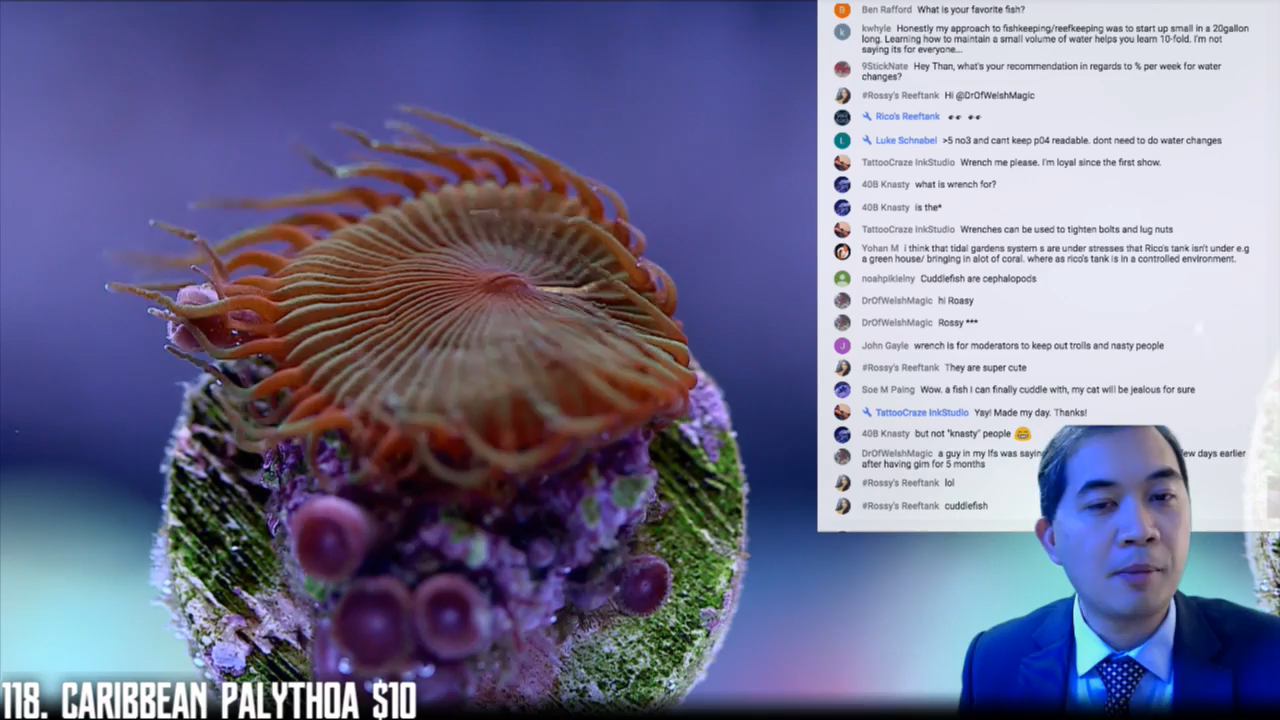 Ben Rafford What is your favorite fish?
kwhyle Honestly my approach to fishkeeping/reefkeeping was to start up small in a 20gallon
long. Learning how to maintain a small volume of water helps you learn 10-fold. I'm not
saying its for everyone...
9StickNate Hey Than, what's your recommendation in regards to % per week for water
changes?
#Rossy's Reeftank Hi @DrOfWelshMagic
Rico's Reeftank 👀 👀
Luke Schnabel >5 no3 and cant keep p04 readable. dont need to do water changes
TattooCraze InkStudio Wrench me please. I'm loyal since the first show.
40B Knasty what is wrench for?
40B Knasty is the*
TattooCraze InkStudio Wrenches can be used to tighten bolts and lug nuts
Yohan M i think that tidal gardens system s are under stresses that Rico's tank isn't under e.g
a green house/ bringing in alot of coral. where as rico's tank is in a controlled environment.
noahpikielny Cuddlefish are cephalopods
DrOfWelshMagic hi Roasy
DrOfWelshMagic Rossy ***
John Gayle wrench is for moderators to keep out trolls and nasty people
#Rossy's Reeftank They are super cute
Soe M Paing Wow. a fish I can finally cuddle with, my cat will be jealous for sure
TattooCraze InkStudio Yay! Made my day. Thanks!
40B Knasty but not "knasty" people 😂
DrOfWelshMagic a guy in my lfs was saying few days earlier
after having gim for 5 months
#Rossy's Reeftank lol
#Rossy's Reeftank cuddlefish
118. CARIBBEAN PALYTHOA $10